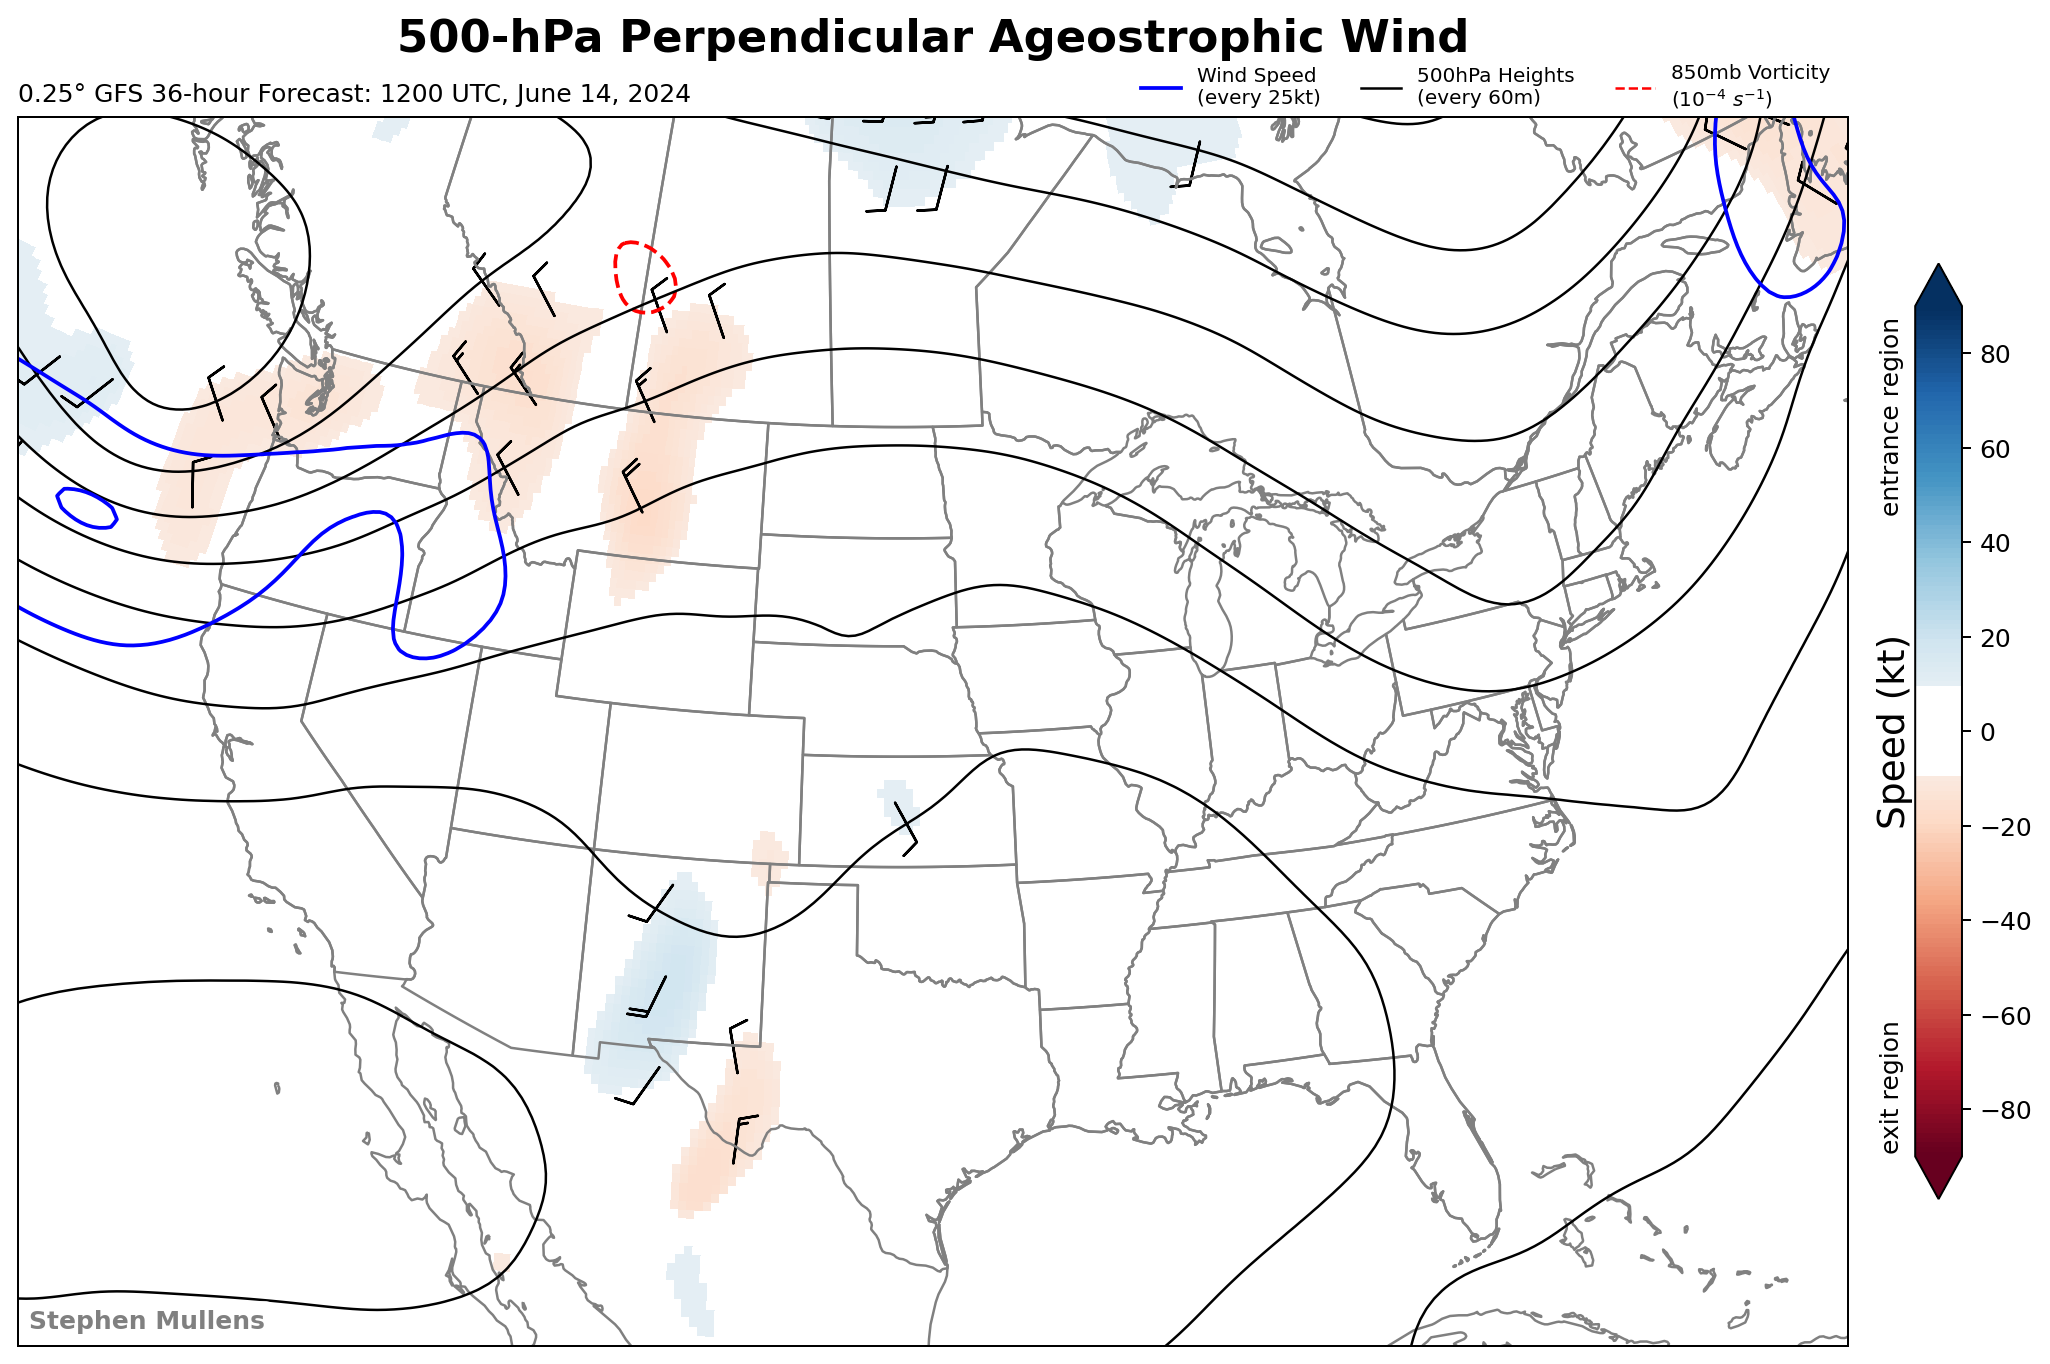 500-hPa Perpendicular Ageostrophic Wind
0.25° GFS 36-hour Forecast: 1200 UTC, June 14, 2024
Wind Speed
(every 25kt)
500hPa Heights
(every 60m)
850mb Vorticity
(10⁻⁴ s⁻¹)
entrance region
Speed (kt)
exit region
80
60
40
20
0
−20
−40
−60
−80
Stephen Mullens